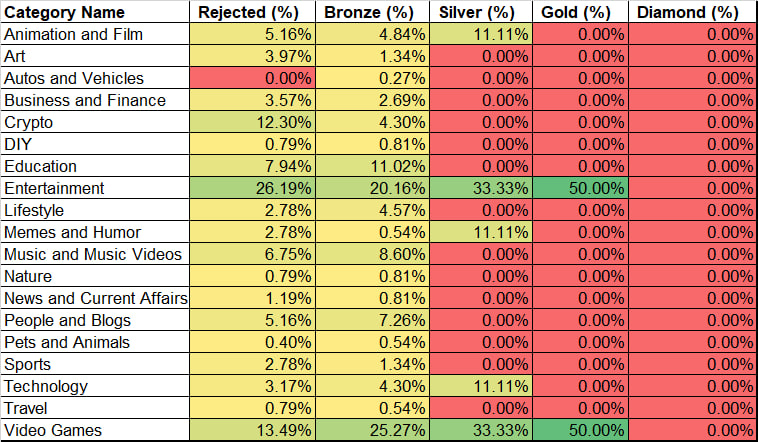 Category Name Rejected (%) Bronze (%) Silver (%) Gold (%) Diamond (%)
Animation and Film 5.16% 4.84% 11.11% 0.00% 0.00%
Art 3.97% 1.34% 0.00% 0.00% 0.00%
Autos and Vehicles 0.00% 0.27% 0.00% 0.00% 0.00%
Business and Finance 3.57% 2.69% 0.00% 0.00% 0.00%
Crypto 12.30% 4.30% 0.00% 0.00% 0.00%
DIY 0.79% 0.81% 0.00% 0.00% 0.00%
Education 7.94% 11.02% 0.00% 0.00% 0.00%
Entertainment 26.19% 20.16% 33.33% 50.00% 0.00%
Lifestyle 2.78% 4.57% 0.00% 0.00% 0.00%
Memes and Humor 2.78% 0.54% 11.11% 0.00% 0.00%
Music and Music Videos 6.75% 8.60% 0.00% 0.00% 0.00%
Nature 0.79% 0.81% 0.00% 0.00% 0.00%
News and Current Affairs 1.19% 0.81% 0.00% 0.00% 0.00%
People and Blogs 5.16% 7.26% 0.00% 0.00% 0.00%
Pets and Animals 0.40% 0.54% 0.00% 0.00% 0.00%
Sports 2.78% 1.34% 0.00% 0.00% 0.00%
Technology 3.17% 4.30% 11.11% 0.00% 0.00%
Travel 0.79% 0.54% 0.00% 0.00% 0.00%
Video Games 13.49% 25.27% 33.33% 50.00% 0.00%